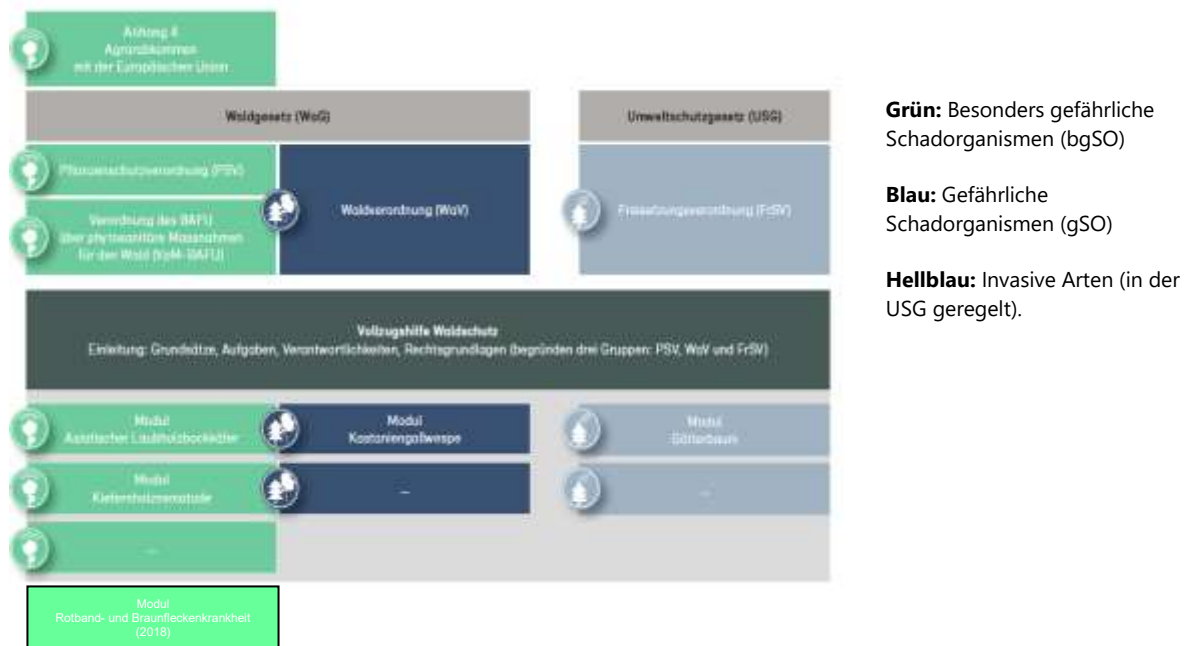 Anhang 4
Agrarabkommen
mit der Europäischen Union
Waldgesetz (WaG)
Umweltschutzgesetz (USG)
Pflanzenschutzverordnung (PSV)
Verordnung des BAFU
über phytosanitäre Massnahmen
für den Wald (VpM-BAFU)
Waldverordnung (WaV)
Freisetzungsverordnung (FrSV)
Vollzugshilfe Waldschutz
Einleitung: Grundsätze, Aufgaben, Verantwortlichkeiten, Rechtsgrundlagen (begründen drei Gruppen: PSV, WaV und FrSV)
Modul
Asiatischer Laubholzbockkäfer
Modul
Kastaniengallwespe
Modul
Götterbaum
Modul
Kiefernholznematode
...
...
...
Modul
Rotband- und Braunfleckenkrankheit
(2018)
Grün: Besonders gefährliche
Schadorganismen (bgSO)
Blau: Gefährliche
Schadorganismen (gSO)
Hellblau: Invasive Arten (in der
USG geregelt).